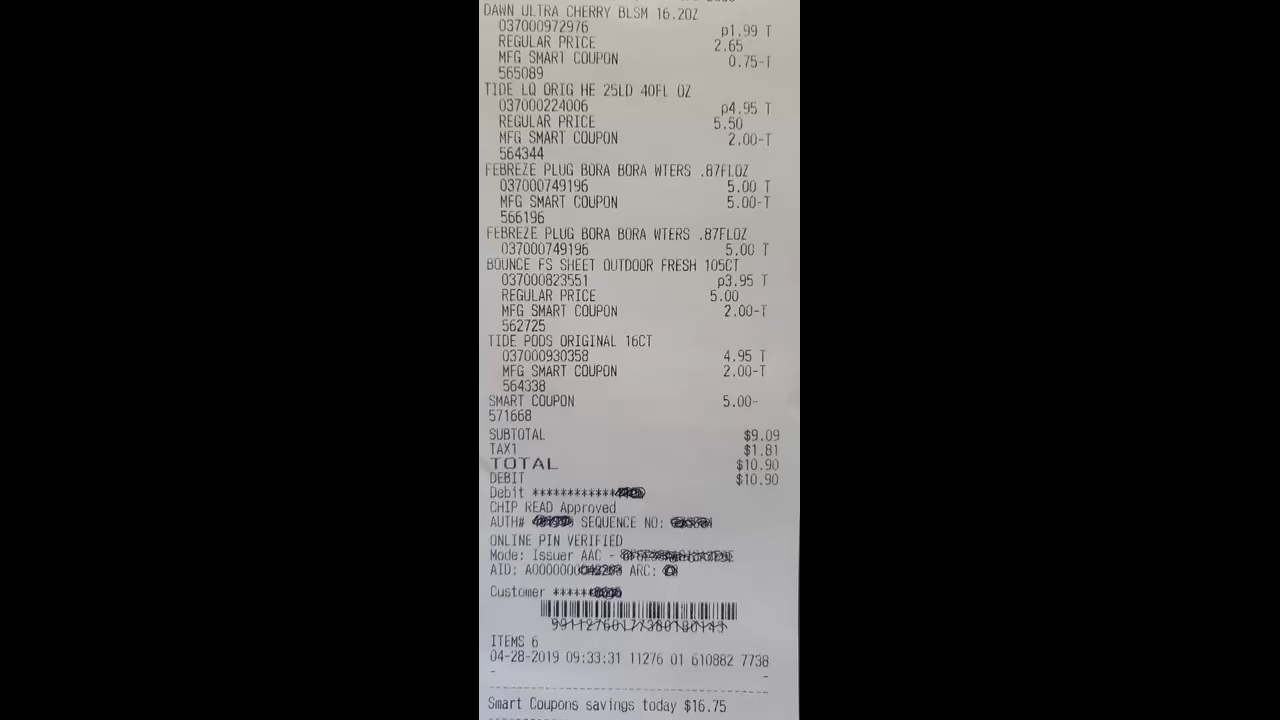 DAWN ULTRA CHERRY BLSM 16.2OZ
037000972976 p1.99 T
REGULAR PRICE 2.65
MFG SMART COUPON 0.75-T
565089
TIDE LQ ORIG HE 25LD 40FL OZ
037000224006 p4.95 T
REGULAR PRICE 5.50
MFG SMART COUPON 2.00-T
564344
FEBREZE PLUG BORA BORA WTERS .87FLOZ
037000749196 5.00 T
MFG SMART COUPON 5.00-T
566196
FEBREZE PLUG BORA BORA WTERS .87FLOZ
037000749196 5.00 T
BOUNCE FS SHEET OUTDOOR FRESH 105CT
037000823551 p3.95 T
REGULAR PRICE 5.00
MFG SMART COUPON 2.00-T
562725
TIDE PODS ORIGINAL 16CT
037000930358 4.95 T
MFG SMART COUPON 2.00-T
564338
SMART COUPON 5.00-
571668
SUBTOTAL $9.09
TAX1 $1.81
TOTAL $10.90
DEBIT $10.90
Debit ************
CHIP READ Approved
AUTH# SEQUENCE NO:
ONLINE PIN VERIFIED
Mode: Issuer AAC -
AID: ARC:
Customer ******
ITEMS 6
04-28-2019 09:33:31 11276 01 610882 7738
- -
Smart Coupons savings today $16.75